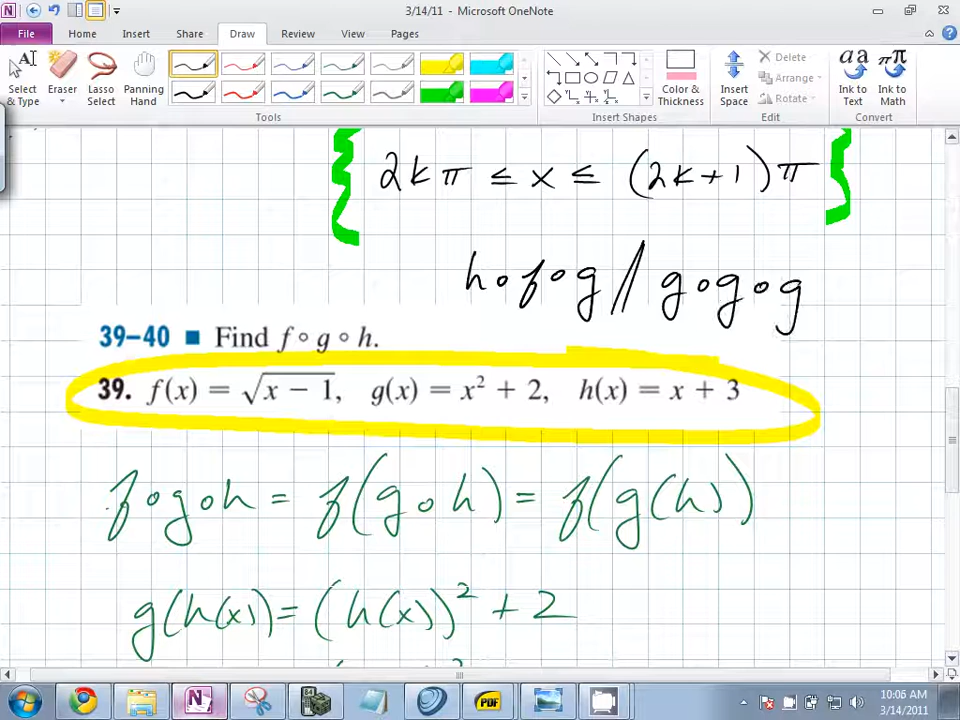 3/14/11 - Microsoft OneNote
File Home Insert Share Draw Review View Pages
Select & Type
Eraser
Lasso Select
Panning Hand
Color & Thickness
Insert Space
Delete
Arrange
Rotate
Ink to Text
Ink to Math
Tools Insert Shapes Edit Convert
2kπ ≤ x ≤ (2k+1)π
h∘f∘g // g∘g∘g
39–40 ■ Find f ∘ g ∘ h.
39. f(x) = √(x − 1), g(x) = x² + 2, h(x) = x + 3
f∘g∘h = f(g∘h) = f(g(h))
g(h(x)) = (h(x))² + 2
10:06 AM
3/14/2011